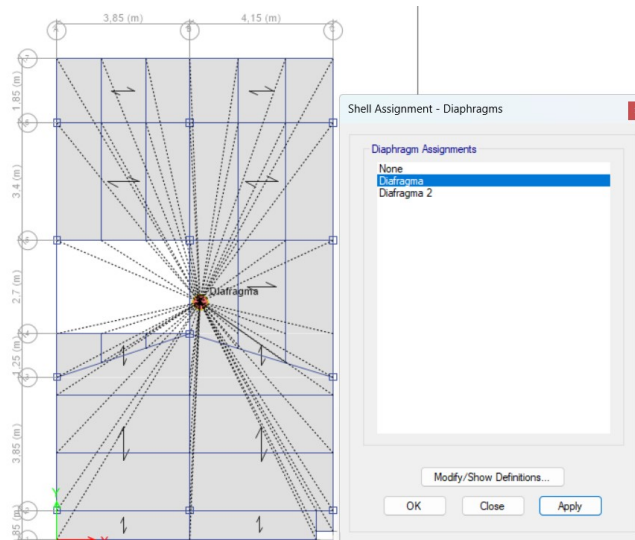 3,85 (m)
4,15 (m)
1,85 (m)
3,4 (m)
2,7 (m)
1,25 (m)
3,85 (m)
Diafragma
Y
X
Shell Assignment - Diaphragms
Diaphragm Assignments
None
Diafragma
Diafragma 2
Modify/Show Definitions...
OK
Close
Apply